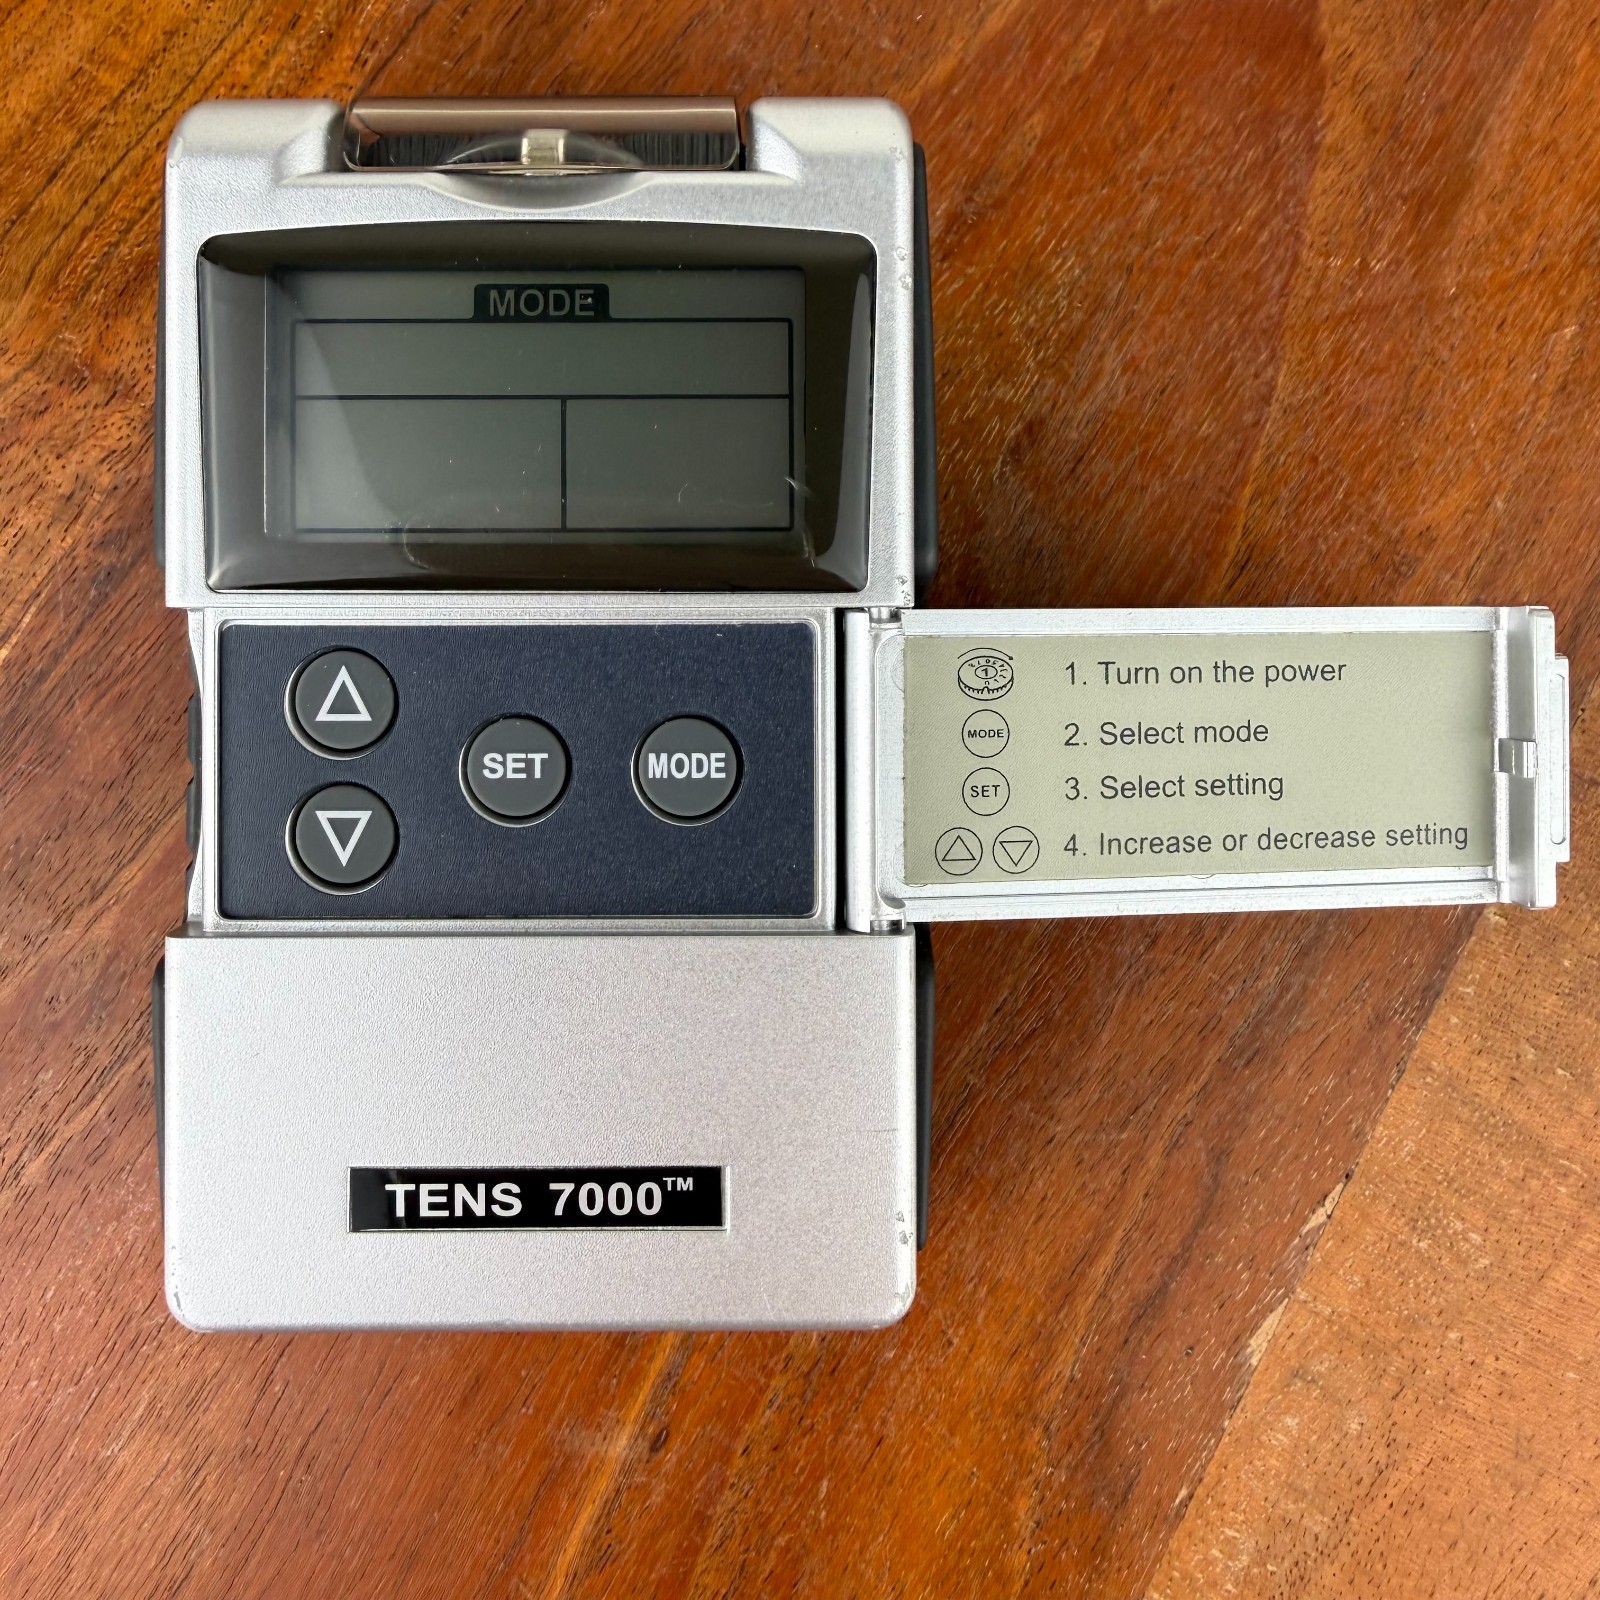 MODE
SET
MODE
1. Turn on the power
MODE
2. Select mode
SET
3. Select setting
4. Increase or decrease setting
TENS 7000™